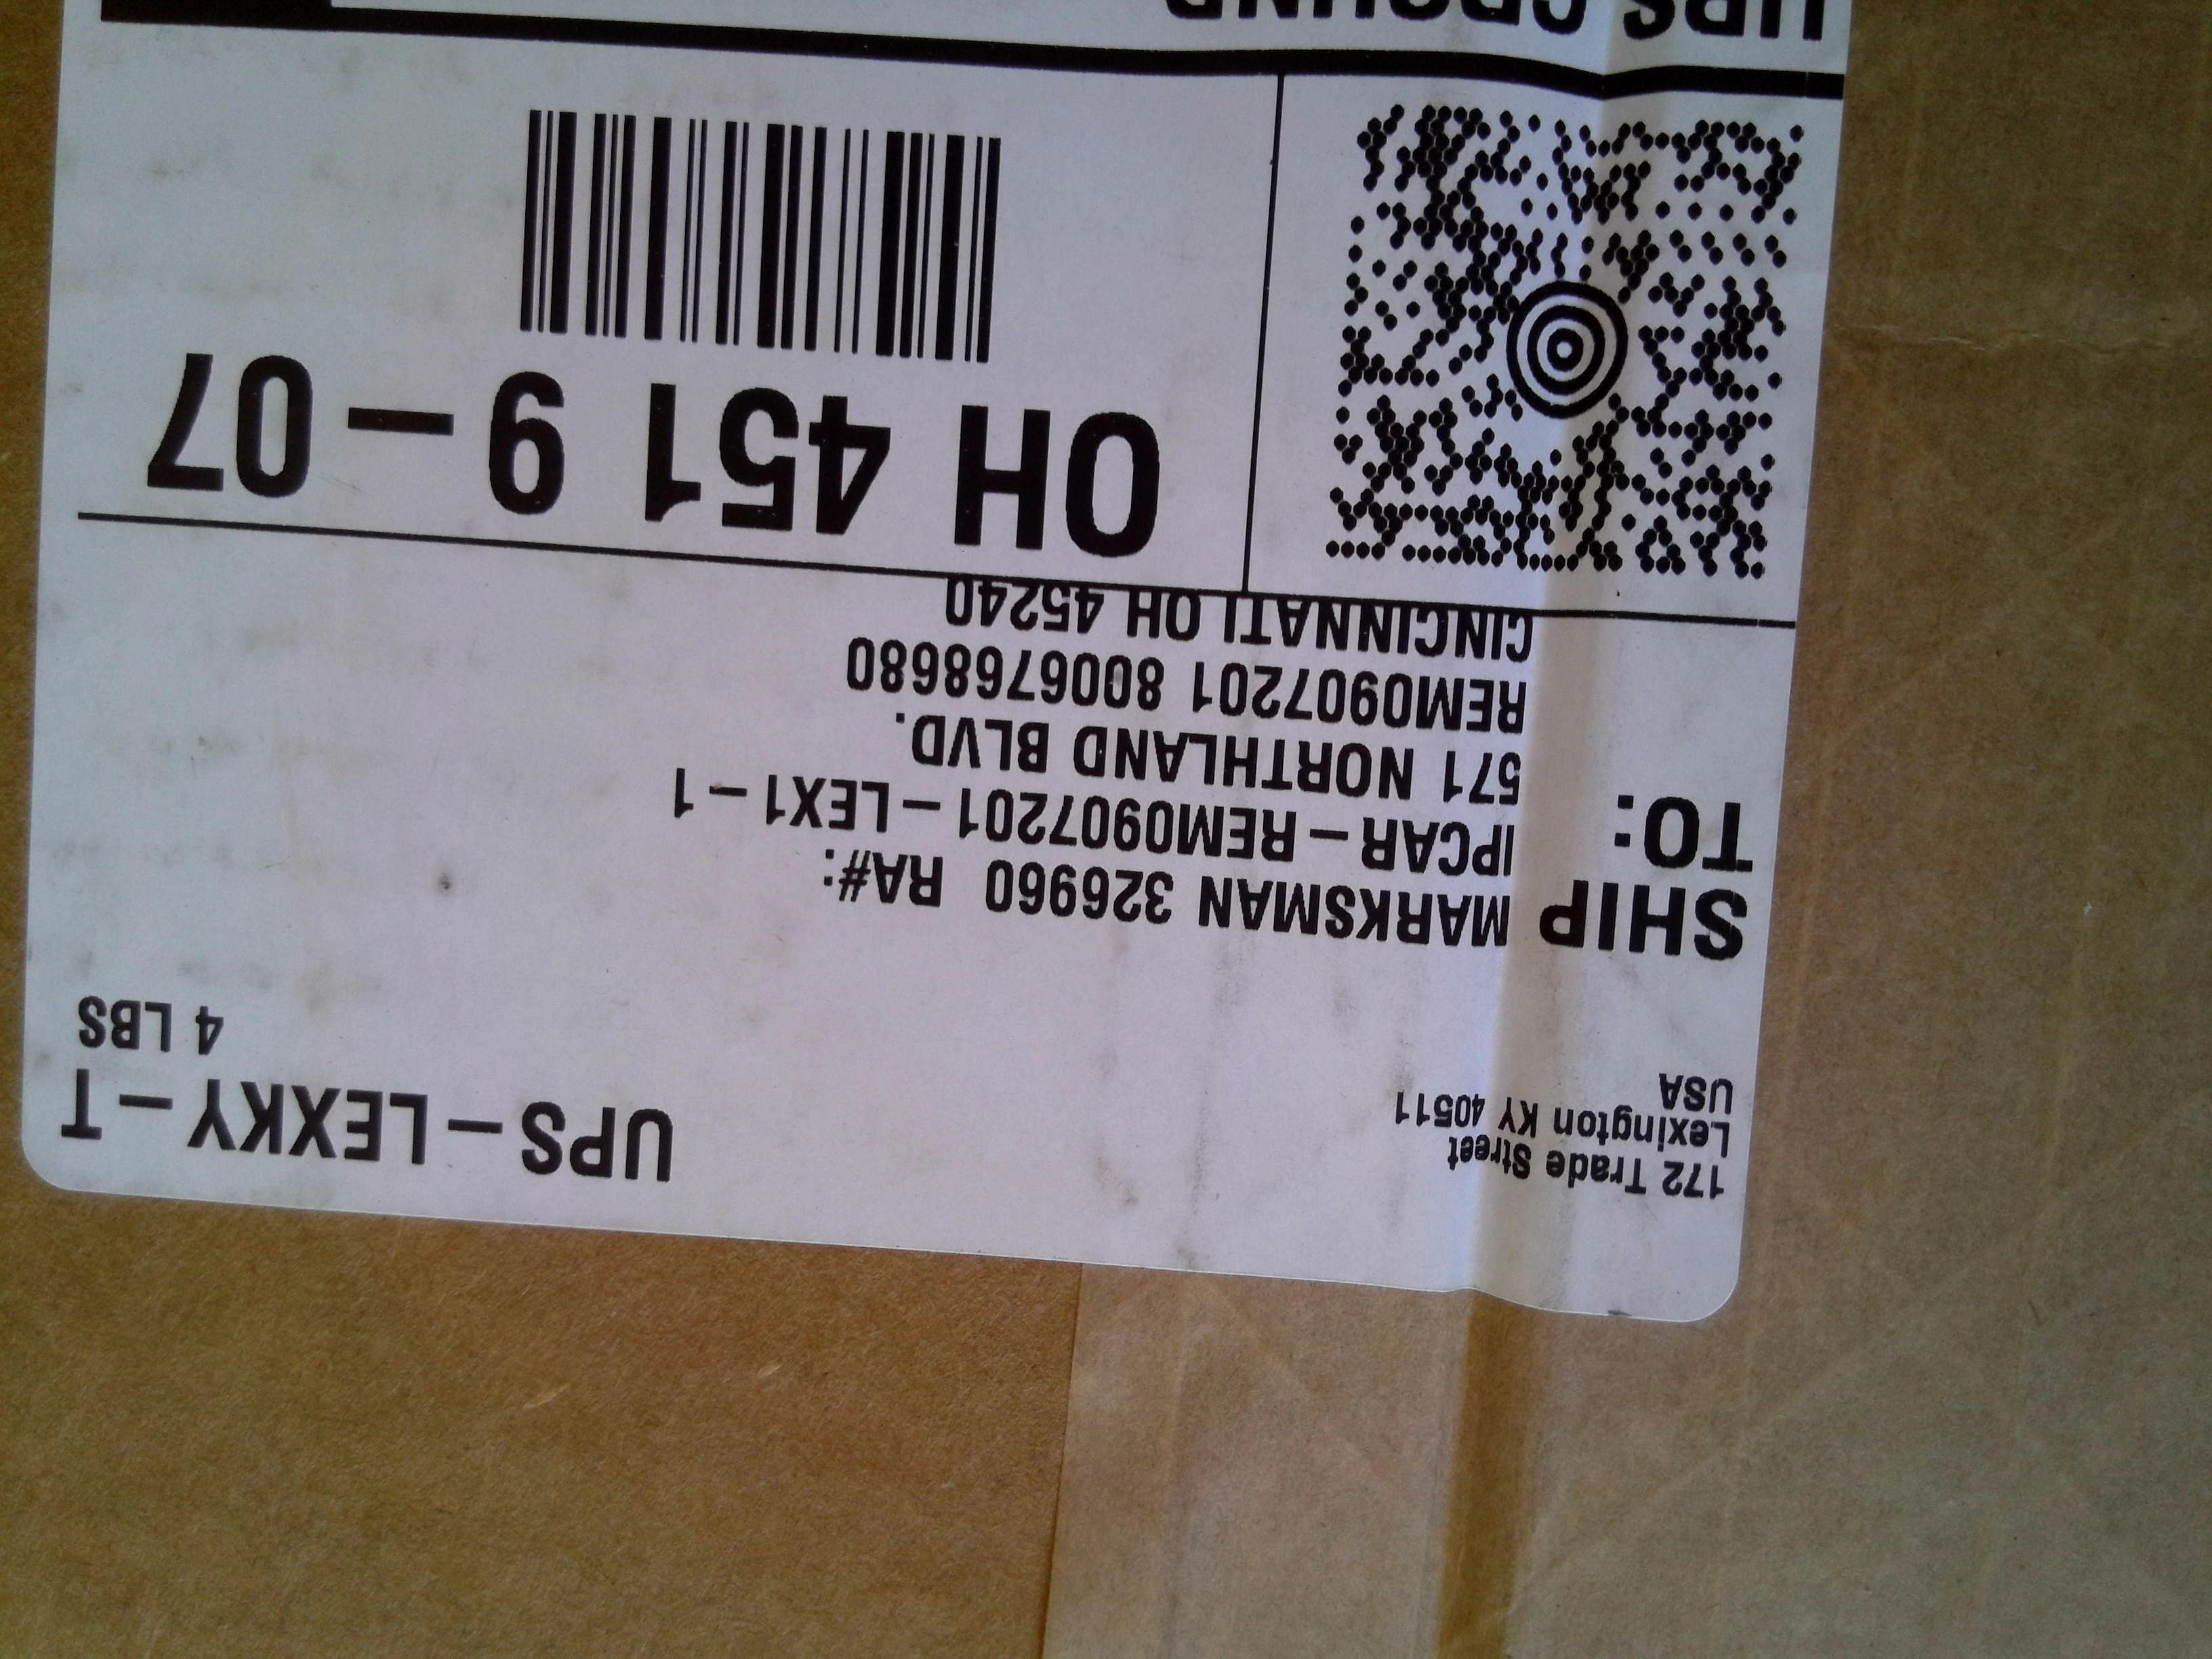 172 Trade Street
Lexington KY 40511
USA
UPS-LEXKY-T
4 LBS
SHIP
TO:
MARKSMAN 326960 RA#:
IPCAR-REM0907201-LEX1-1
571 NORTHLAND BLVD.
REM0907201 8006768680
CINCINNATI OH 45240
OH 451 9-07
UPS GROUND